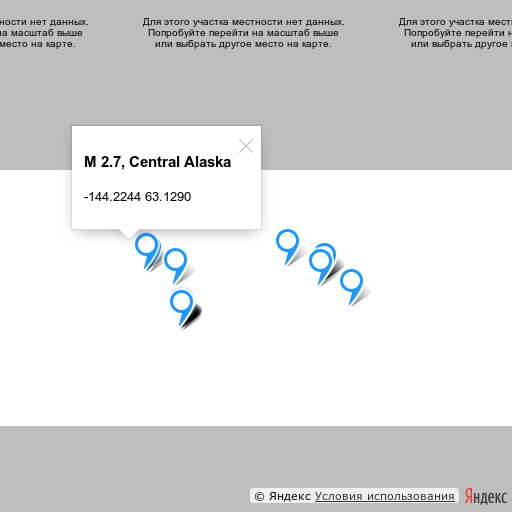 ности нет данных.
на масштаб выше
место на карте.
Для этого участка местности нет данных.
Попробуйте перейти на масштаб выше
или выбрать другое место на карте.
Для этого участка мест
Попробуйте перейти н
или выбрать другое
M 2.7, Central Alaska
-144.2244 63.1290
© Яндекс Условия использования
Яндекс